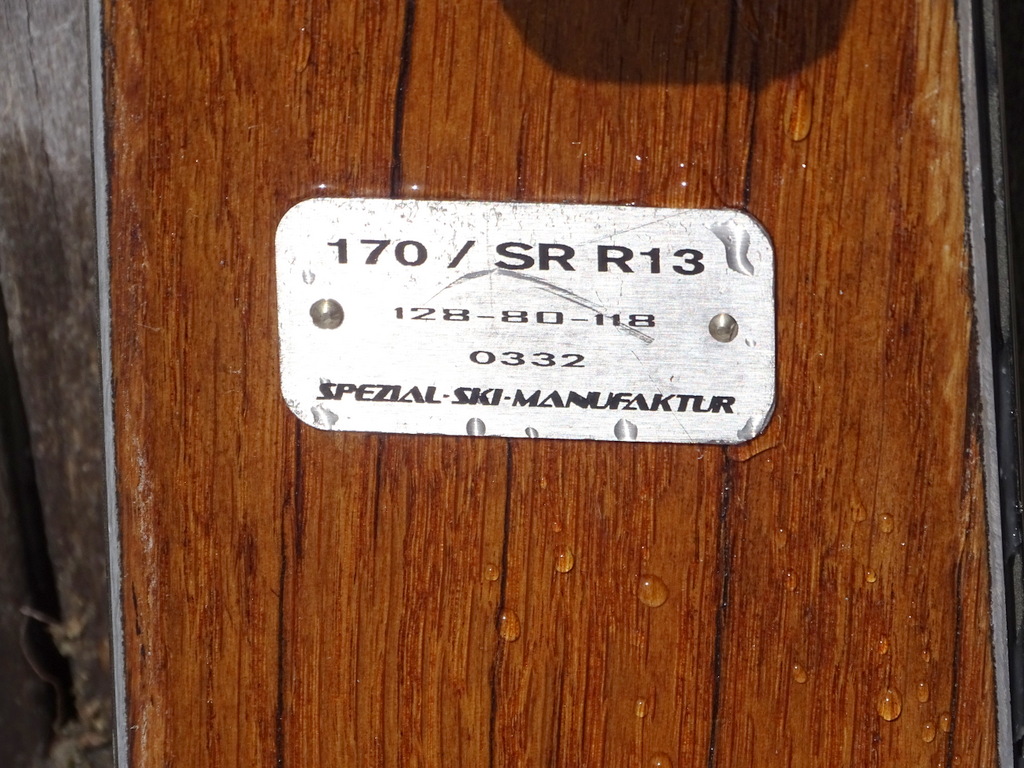 170 / SR R13
128-80-118
0332
SPEZIAL-SKI-MANUFAKTUR